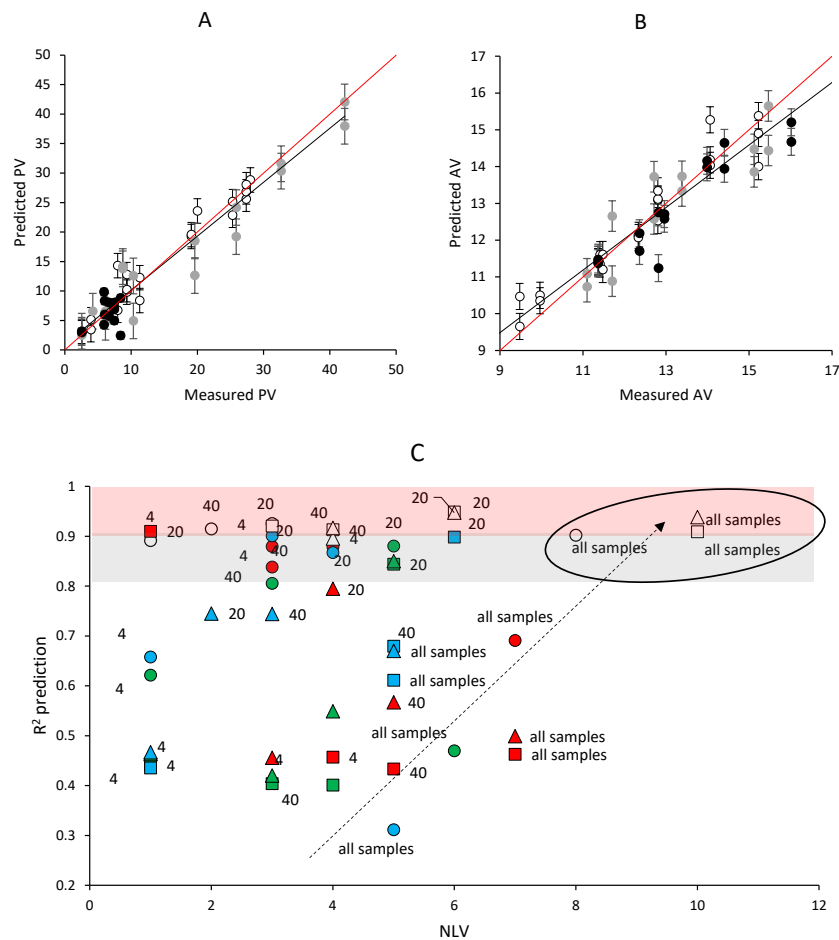 A
B
50
45
40
35
30
25
20
15
10
5
0
Predicted PV
0 10 20 30 40 50
Measured PV
17
16
15
14
13
12
11
10
9
Predicted AV
9 11 13 15 17
Measured AV
C
1
0.9
0.8
0.7
0.6
0.5
0.4
0.3
0.2
R² prediction
40 20 40 20 20
4 20 4 20 40 20 20
4 40 20 4 20 all samples all samples
all samples
40
20 40 20
4 40 all samples
all samples
4 all samples
40
all samples all samples
4 4 4 all samples
4 40
40
all samples
0 2 4 6 8 10 12
NLV